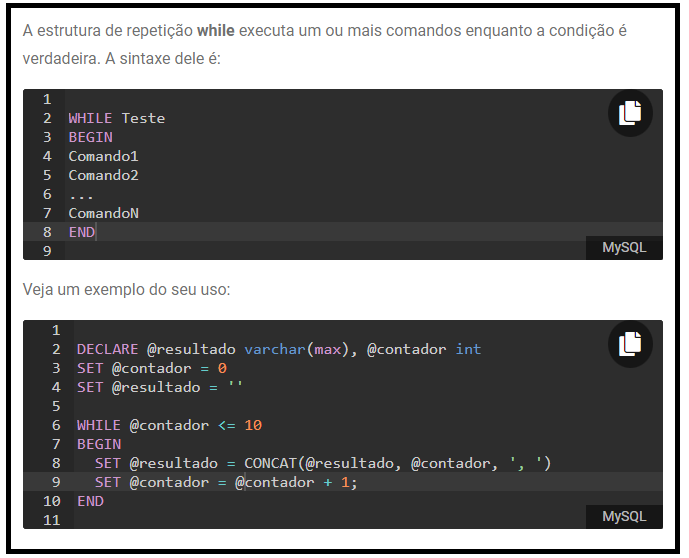 A estrutura de repetição while executa um ou mais comandos enquanto a condição é
verdadeira. A sintaxe dele é:
1
2 WHILE Teste
3 BEGIN
4 Comando1
5 Comando2
6 ...
7 ComandoN
8 END
9
MySQL
Veja um exemplo do seu uso:
1
2 DECLARE @resultado varchar(max), @contador int
3 SET @contador = 0
4 SET @resultado = ''
5
6 WHILE @contador <= 10
7 BEGIN
8   SET @resultado = CONCAT(@resultado, @contador, ', ')
9   SET @contador = @contador + 1;
10 END
11
MySQL